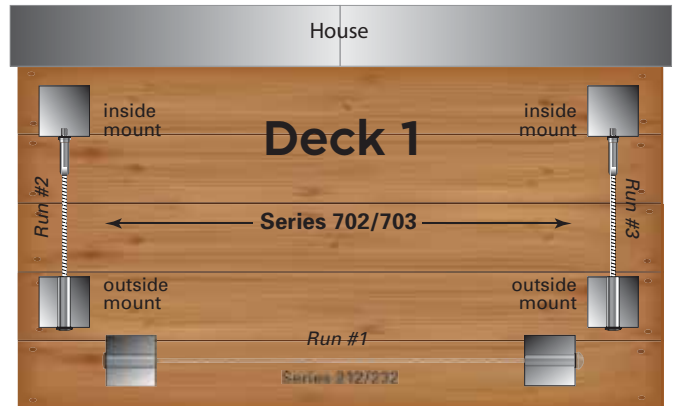 House
inside
mount
Deck 1
inside
mount
Run #2
Series 702/703
Run #3
outside
mount
outside
mount
Run #1
Series 212/232